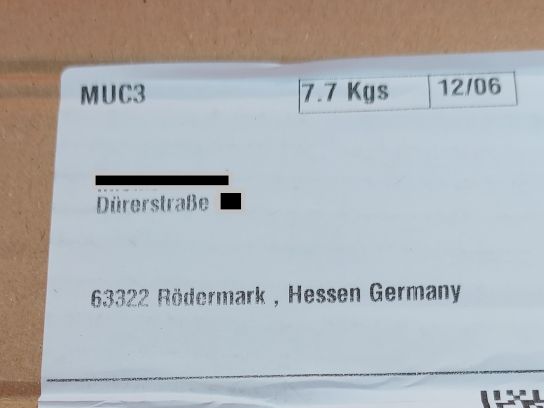 MUC3 7.7 Kgs 12/06
Dürerstraße
63322 Rödermark , Hessen Germany